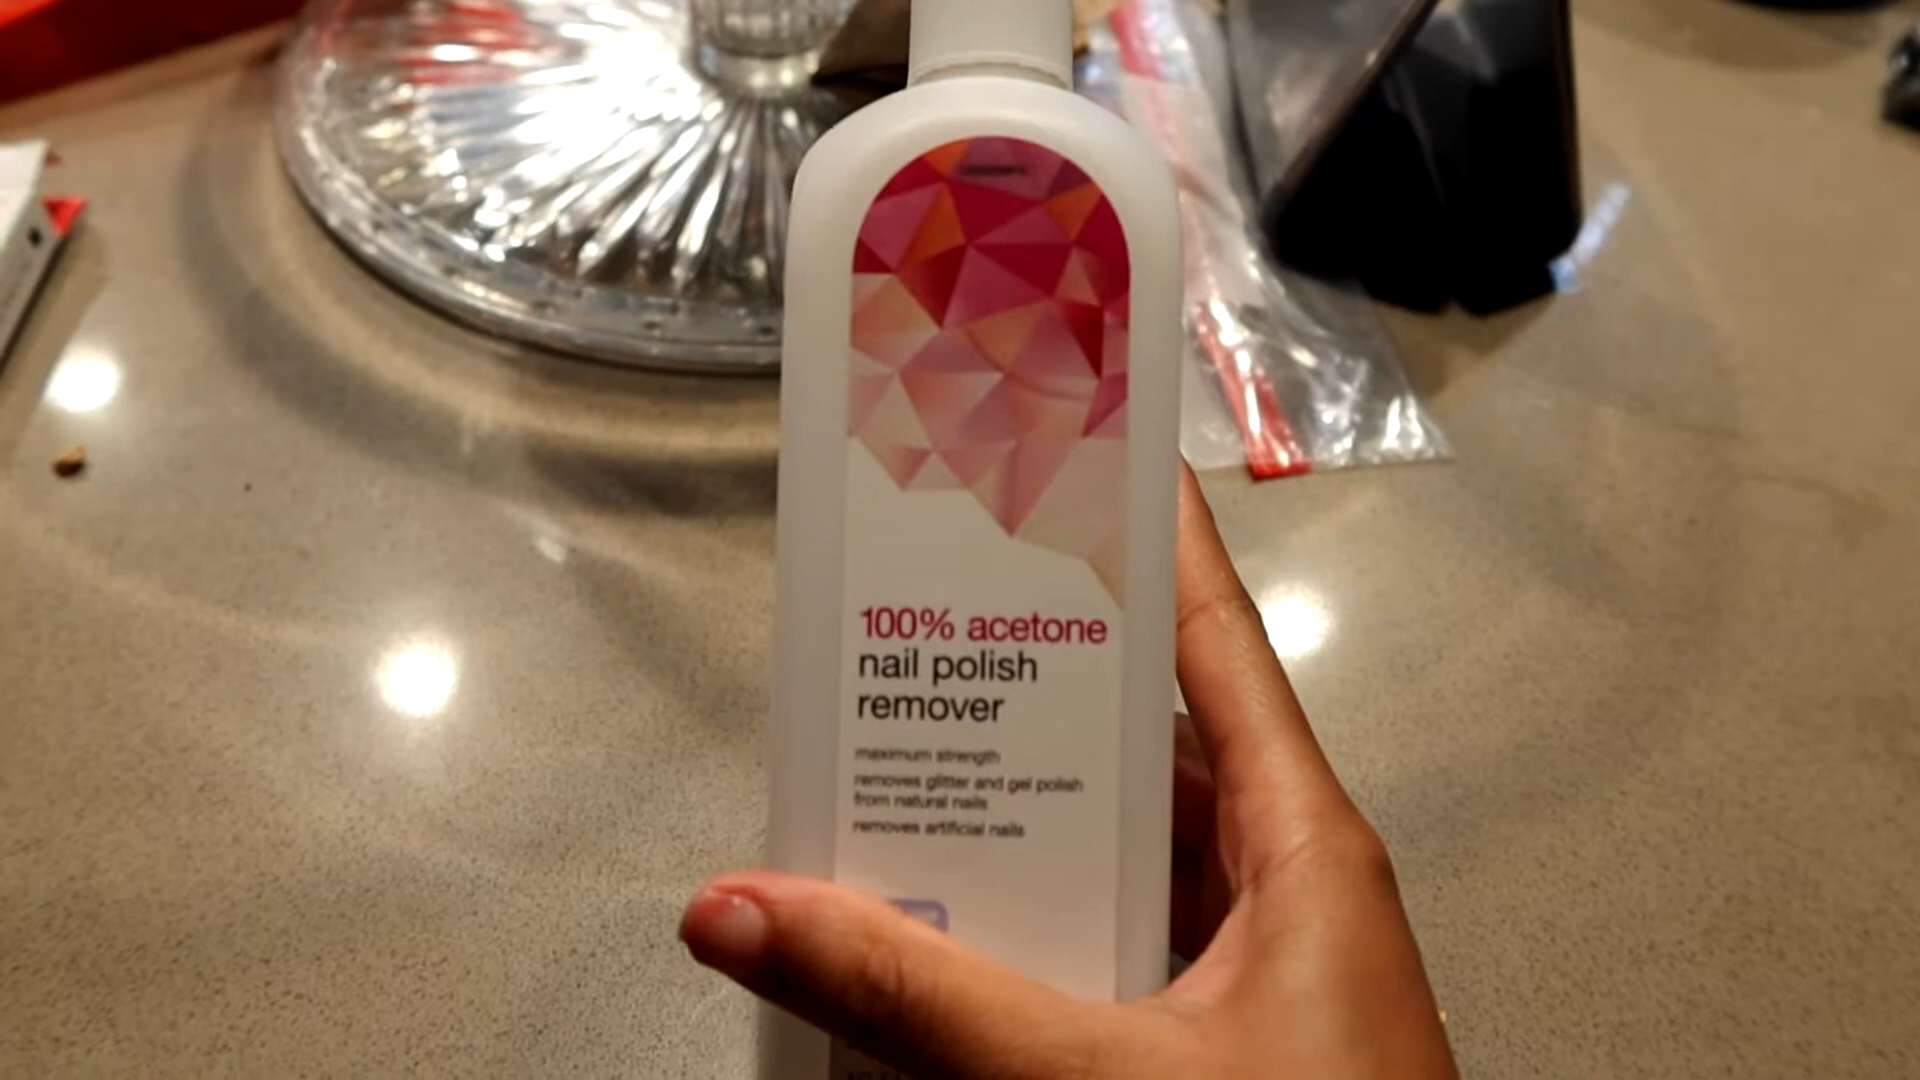 100% acetone
nail polish
remover
maximum strength
removes glitter and gel polish
from natural nails
removes artificial nails